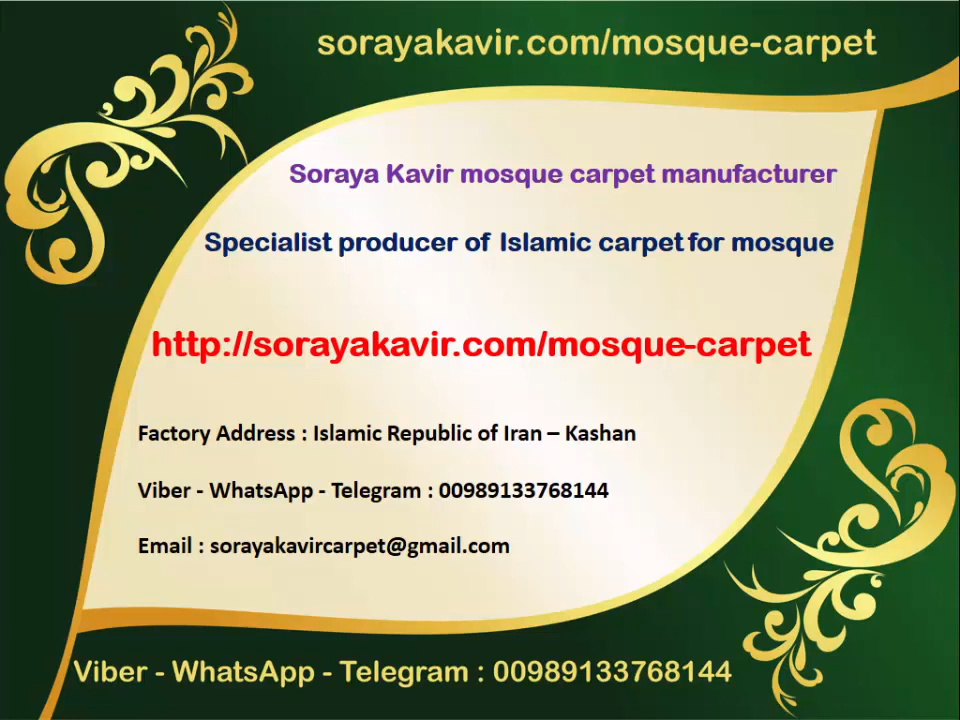 sorayakavir.com/mosque-carpet
Soraya Kavir mosque carpet manufacturer
Specialist producer of Islamic carpet for mosque
http://sorayakavir.com/mosque-carpet
Factory Address : Islamic Republic of Iran – Kashan
Viber - WhatsApp - Telegram : 00989133768144
Email : sorayakavircarpet@gmail.com
Viber - WhatsApp - Telegram : 00989133768144